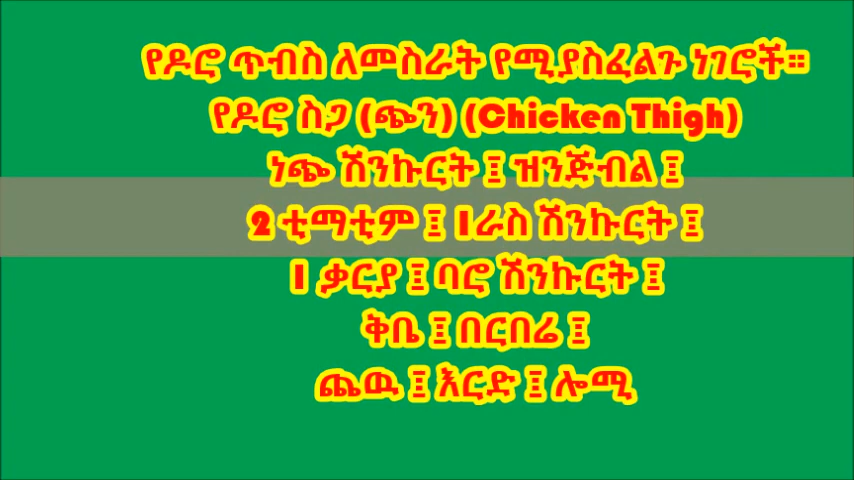 የዶሮ ጥብስ ለመስራት የሚያስፈልጉ ነገሮች።
የዶሮ ስጋ (ጭን) (Chicken Thigh)
ነጭ ሽንኩርት ፤ ዝንጅብል ፤
2 ቲማቲም ፤ 1ራስ ሽንኩርት ፤
1 ቃርያ ፤ ባሮ ሽንኩርት ፤
ቅቤ ፤ በርበሬ ፤
ጨዉ ፤ እርድ ፤ ሎሚ